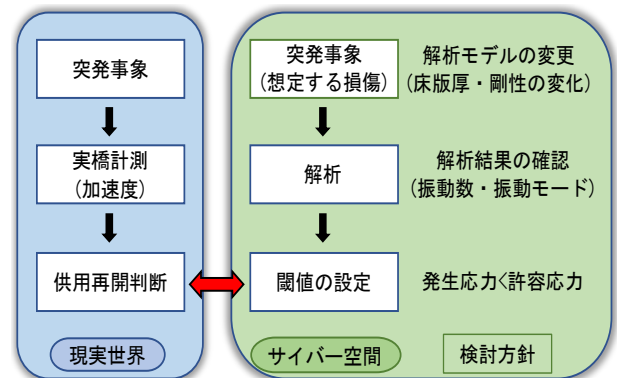 突発事象
実橋計測
(加速度)
供用再開判断
現実世界
突発事象
(想定する損傷)
解析モデルの変更
(床版厚・剛性の変化)
解析
解析結果の確認
(振動数・振動モード)
閾値の設定
発生応力<許容応力
サイバー空間
検討方針